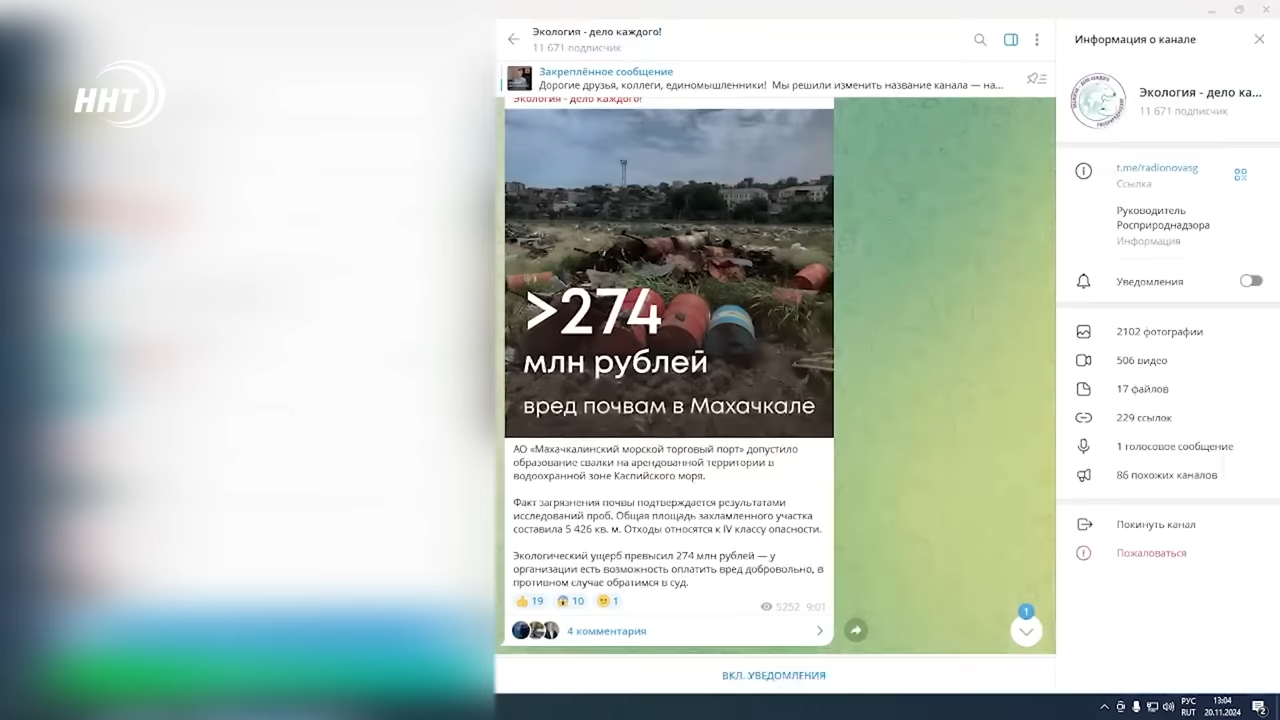 ННТ
Экология - дело каждого!
11 671 подписчик
Закреплённое сообщение
Дорогие друзья, коллеги, единомышленники! Мы решили изменить название канала — на...
Экология - дело каждого!
>274
млн рублей
вред почвам в Махачкале
АО «Махачкалинский морской торговый порт» допустило
образование свалки на арендованной территории в
водоохранной зоне Каспийского моря.
Факт загрязнения почвы подтверждается результатами
исследований проб. Общая площадь захламленного участка
составила 5 426 кв. м. Отходы относятся к IV классу опасности.
Экологический ущерб превысил 274 млн рублей — у
организации есть возможность оплатить вред добровольно, в
противном случае обратимся в суд.
19 10 1
5252 9:01
4 комментария
1
ВКЛ. УВЕДОМЛЕНИЯ
Информация о канале
Экология - дело ка...
11 671 подписчик
t.me/radionovasg
Ссылка
Руководитель
Росприроднадзора
Информация
Уведомления
2102 фотографии
506 видео
17 файлов
229 ссылок
1 голосовое сообщение
86 похожих каналов
Покинуть канал
Пожаловаться
РУС 13:04
RUT 20.11.2024
2